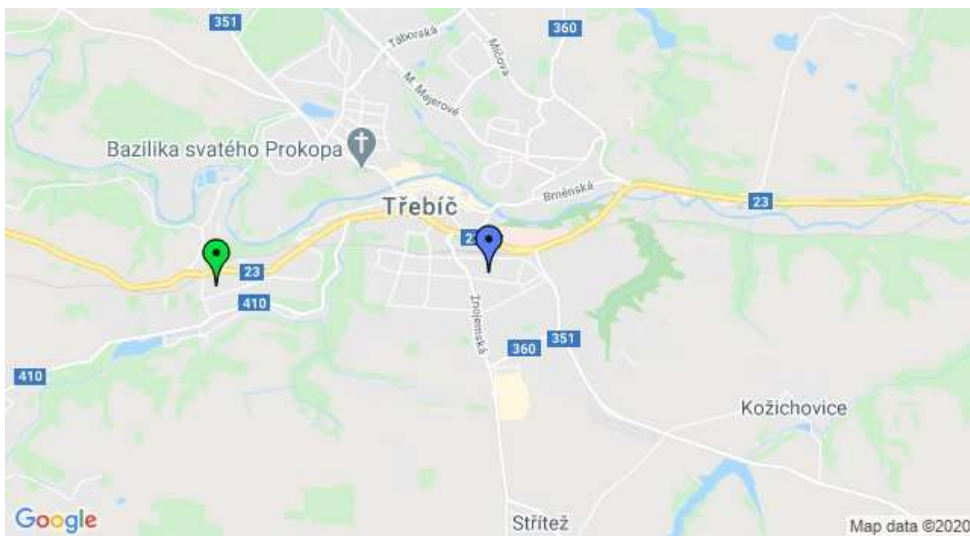 351
360
Táborská
Míčova
M. Majerové
Bazilika svatého Prokopa
Brněnská
Třebíč
23
23
23
410
Znojemská
360
351
410
Kožichovice
Střítež
Google
Map data ©2020